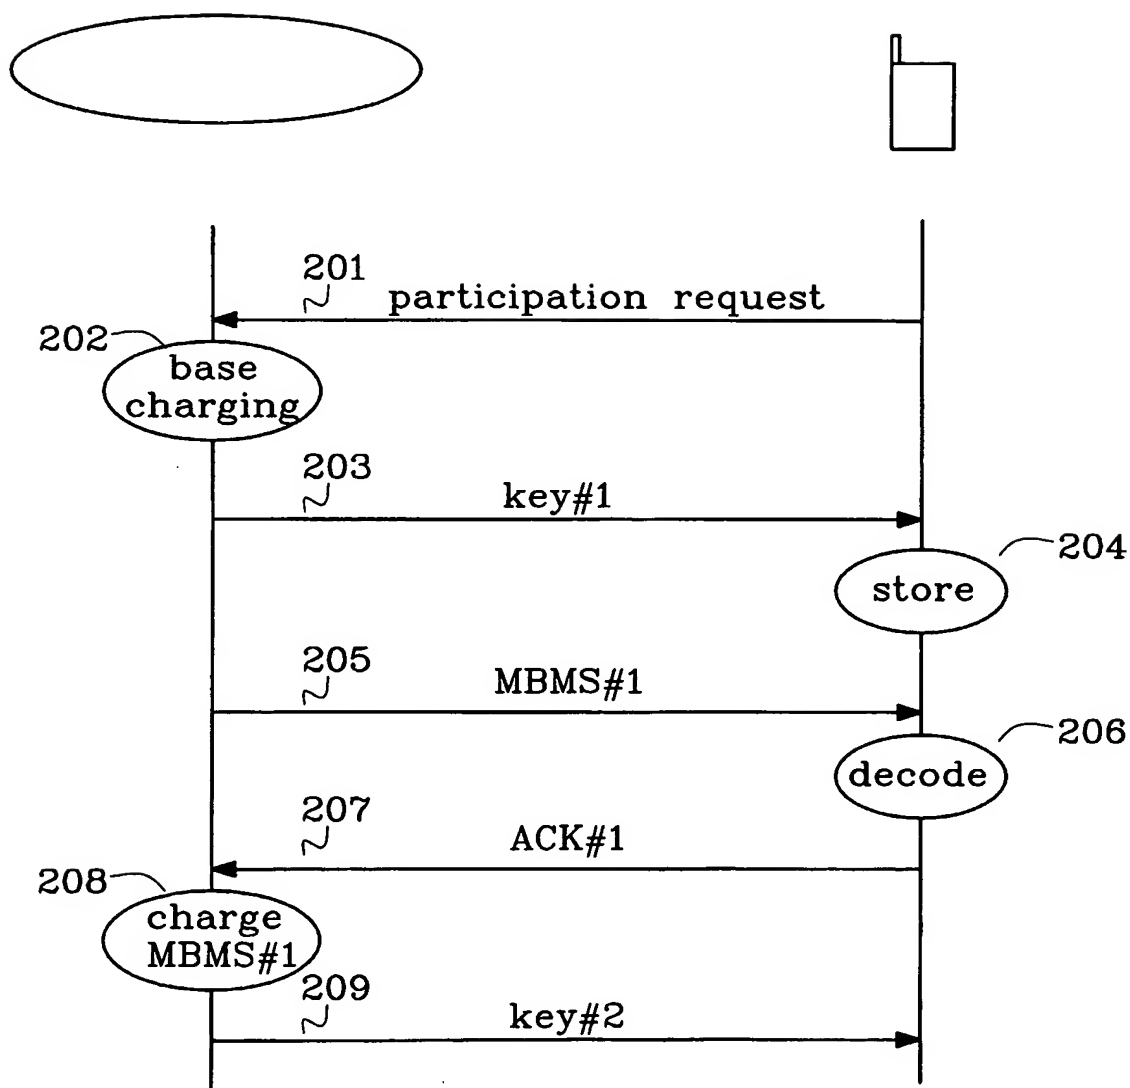 201
participation request
202
base
charging
203
key#1
204
store
205
MBMS#1
206
decode
207
ACK#1
208
charge
MBMS#1
209
key#2